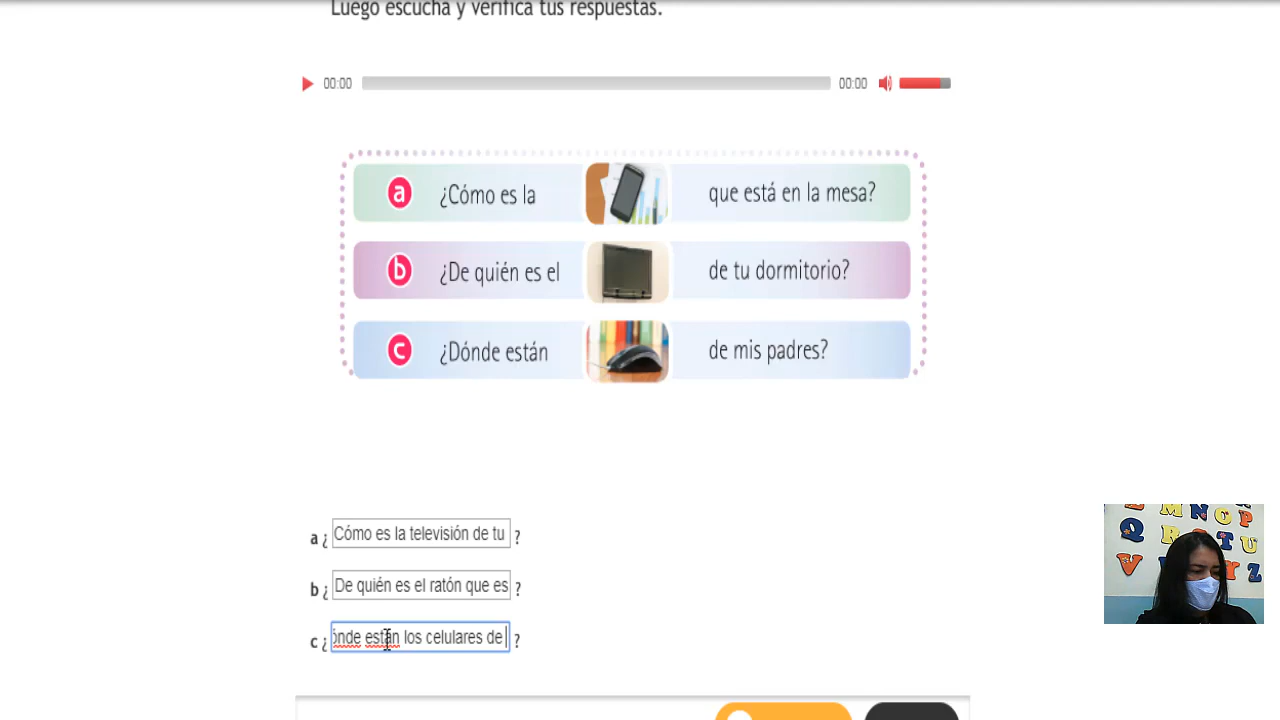 Luego escucha y verifica tus respuestas.
00:00 00:00
a ¿Cómo es la que está en la mesa?
b ¿De quién es el de tu dormitorio?
c ¿Dónde están de mis padres?
a ¿ Cómo es la televisión de tu ?
b ¿ De quién es el ratón que es ?
c ¿ ónde están los celulares de ?